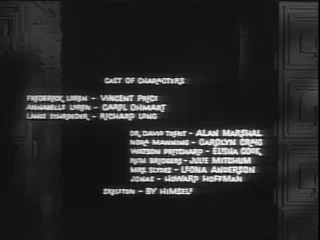 CAST OF CHARACTERS
FREDERICK LOREN - VINCENT PRICE
ANNABELLE LOREN - CAROL OHMART
LANCE SCHROEDER - RICHARD LONG
DR. DAVID TRENT - ALAN MARSHAL
NORA MANNING - CAROLYN CRAIG
WATSON PRITCHARD - ELISHA COOK
RUTH BRIDGERS - JULIE MITCHUM
MRS. SLYDES - LEONA ANDERSON
JONAS - HOWARD HOFFMAN
SKELETON - BY HIMSELF